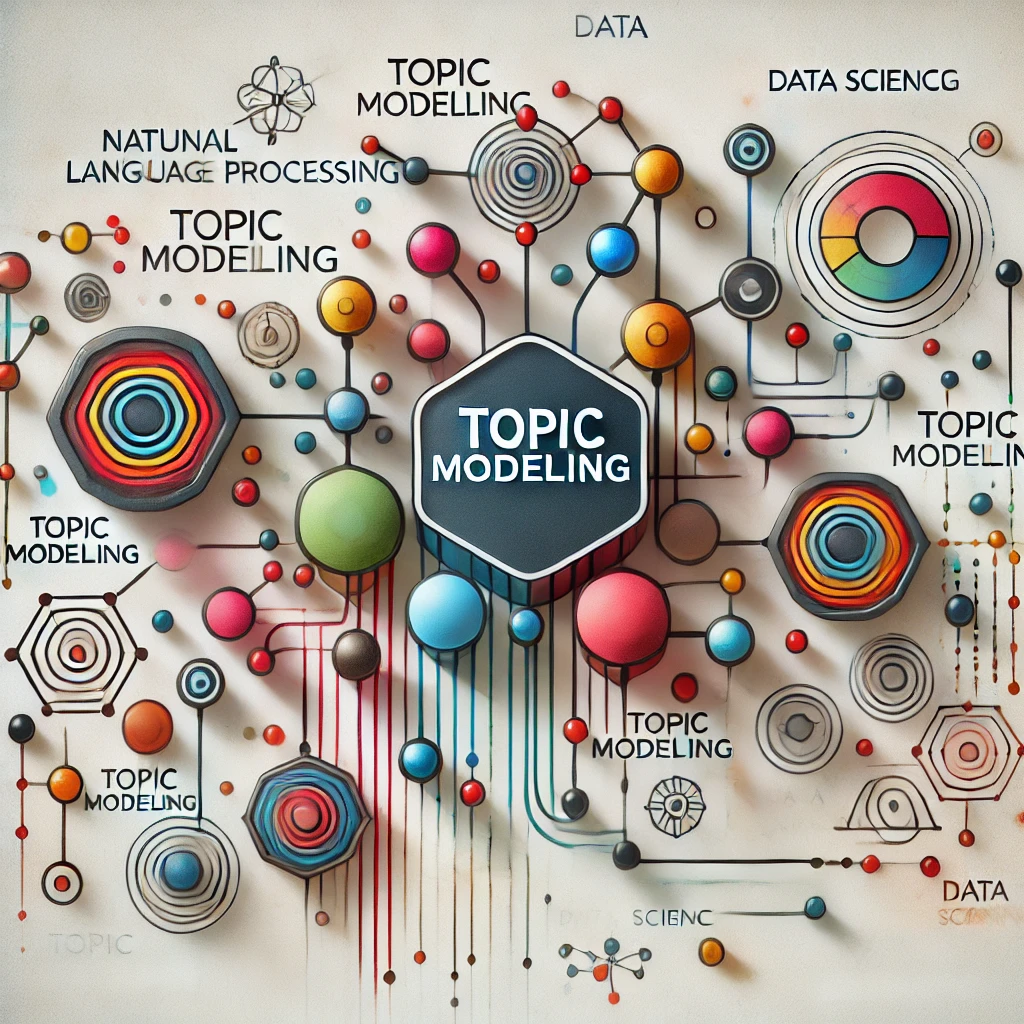 DATA
TOPIC
MODELLING
DATA SCIENCG
NATUNAL
LANGUAGE PROCESSING
TOPIC
MODELLING
TOPIC
MODELING
TOPIC
MODELLIN
TOPIC
MODELING
TOPIC
MODELING
TOPIC
MODELING
DATA
SCIENC
TOPIC